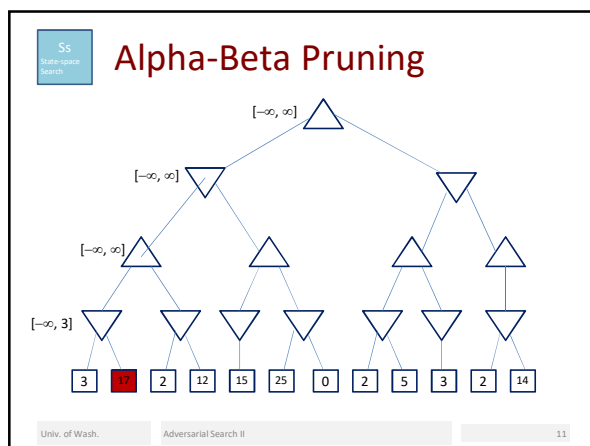 Ss
State-space
Search
Alpha-Beta Pruning
[−∞, ∞]
[−∞, ∞]
[−∞, ∞]
[−∞, 3]
3 17 2 12 15 25 0 2 5 3 2 14
Univ. of Wash. Adversarial Search II 11